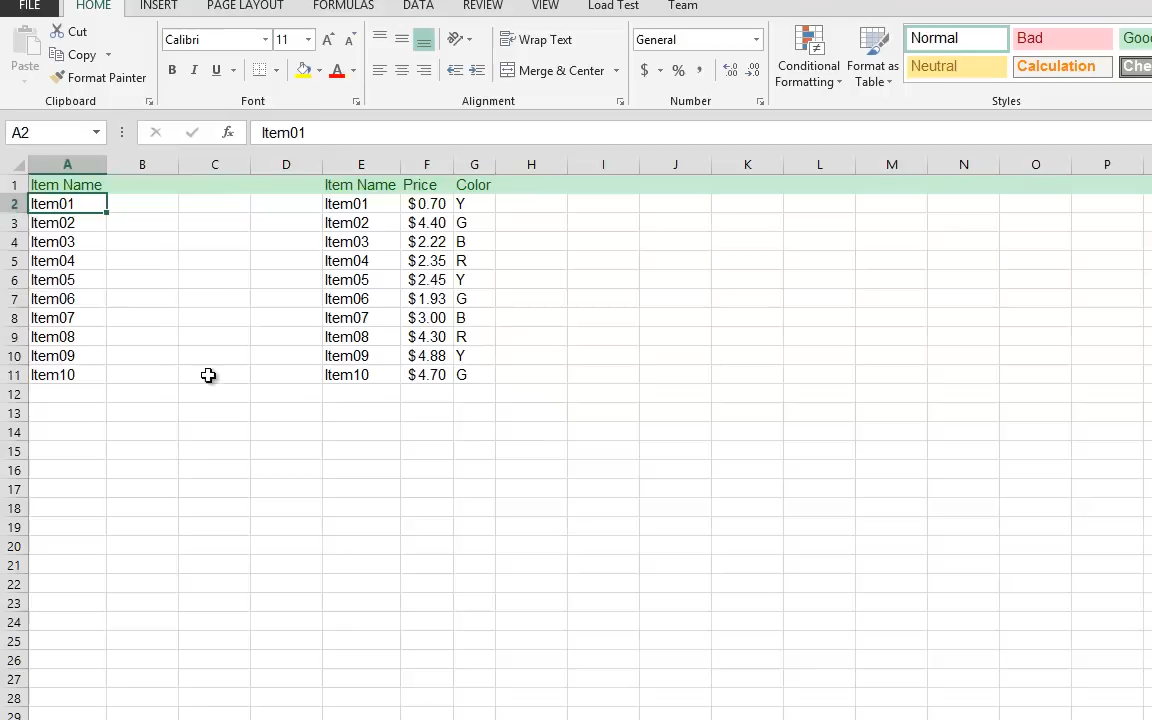 FILE HOME INSERT PAGE LAYOUT FORMULAS DATA REVIEW VIEW Load Test Team
Paste
Cut
Copy
Format Painter
Clipboard
Calibri 11
B I U A
Font
Wrap Text
Merge & Center
Alignment
General
$ % ,
Number
Conditional Formatting
Format as Table
Normal Bad Good
Neutral Calculation Che
Styles
A2 fx Item01
A B C D E F G H I J K L M N O P
1 Item Name Item Name Price Color
2 Item01 Item01 $0.70 Y
3 Item02 Item02 $4.40 G
4 Item03 Item03 $2.22 B
5 Item04 Item04 $2.35 R
6 Item05 Item05 $2.45 Y
7 Item06 Item06 $1.93 G
8 Item07 Item07 $3.00 B
9 Item08 Item08 $4.30 R
10 Item09 Item09 $4.88 Y
11 Item10 Item10 $4.70 G
12
13
14
15
16
17
18
19
20
21
22
23
24
25
26
27
28
29